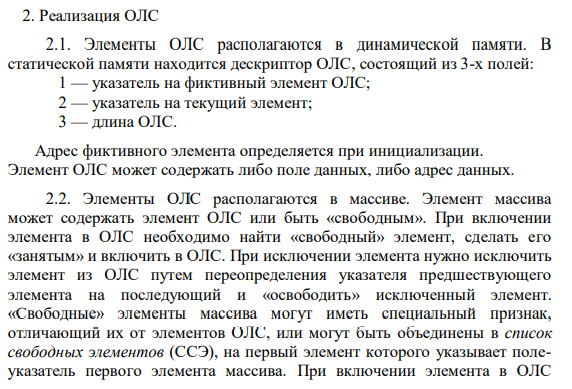 2. Реализация ОЛС
2.1. Элементы ОЛС располагаются в динамической памяти. В
статической памяти находится дескриптор ОЛС, состоящий из 3-х полей:
1 — указатель на фиктивный элемент ОЛС;
2 — указатель на текущий элемент;
3 — длина ОЛС.
Адрес фиктивного элемента определяется при инициализации.
Элемент ОЛС может содержать либо поле данных, либо адрес данных.
2.2. Элементы ОЛС располагаются в массиве. Элемент массива
может содержать элемент ОЛС или быть «свободным». При включении
элемента в ОЛС необходимо найти «свободный» элемент, сделать его
«занятым» и включить в ОЛС. При исключении элемента нужно исключить
элемент из ОЛС путем переопределения указателя предшествующего
элемента на последующий и «освободить» исключенный элемент.
«Свободные» элементы массива могут иметь специальный признак,
отличающий их от элементов ОЛС, или могут быть объединены в список
свободных элементов (ССЭ), на первый элемент которого указывает поле-
указатель первого элемента массива. При включении элемента в ОЛС